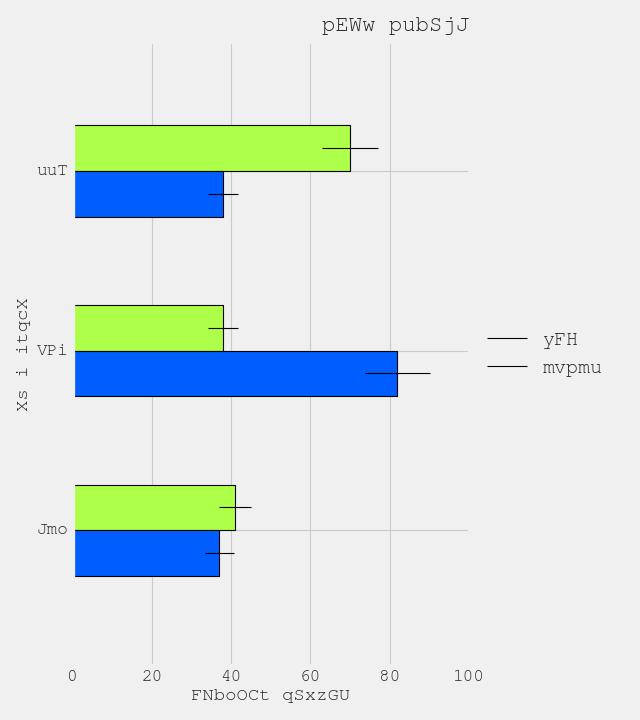 pEWw pubSjJ
uuT
VPi
Jmo
Xs i itqcX
yFH
mvpmu
0 20 40 60 80 100
FNboOCt qSxzGU